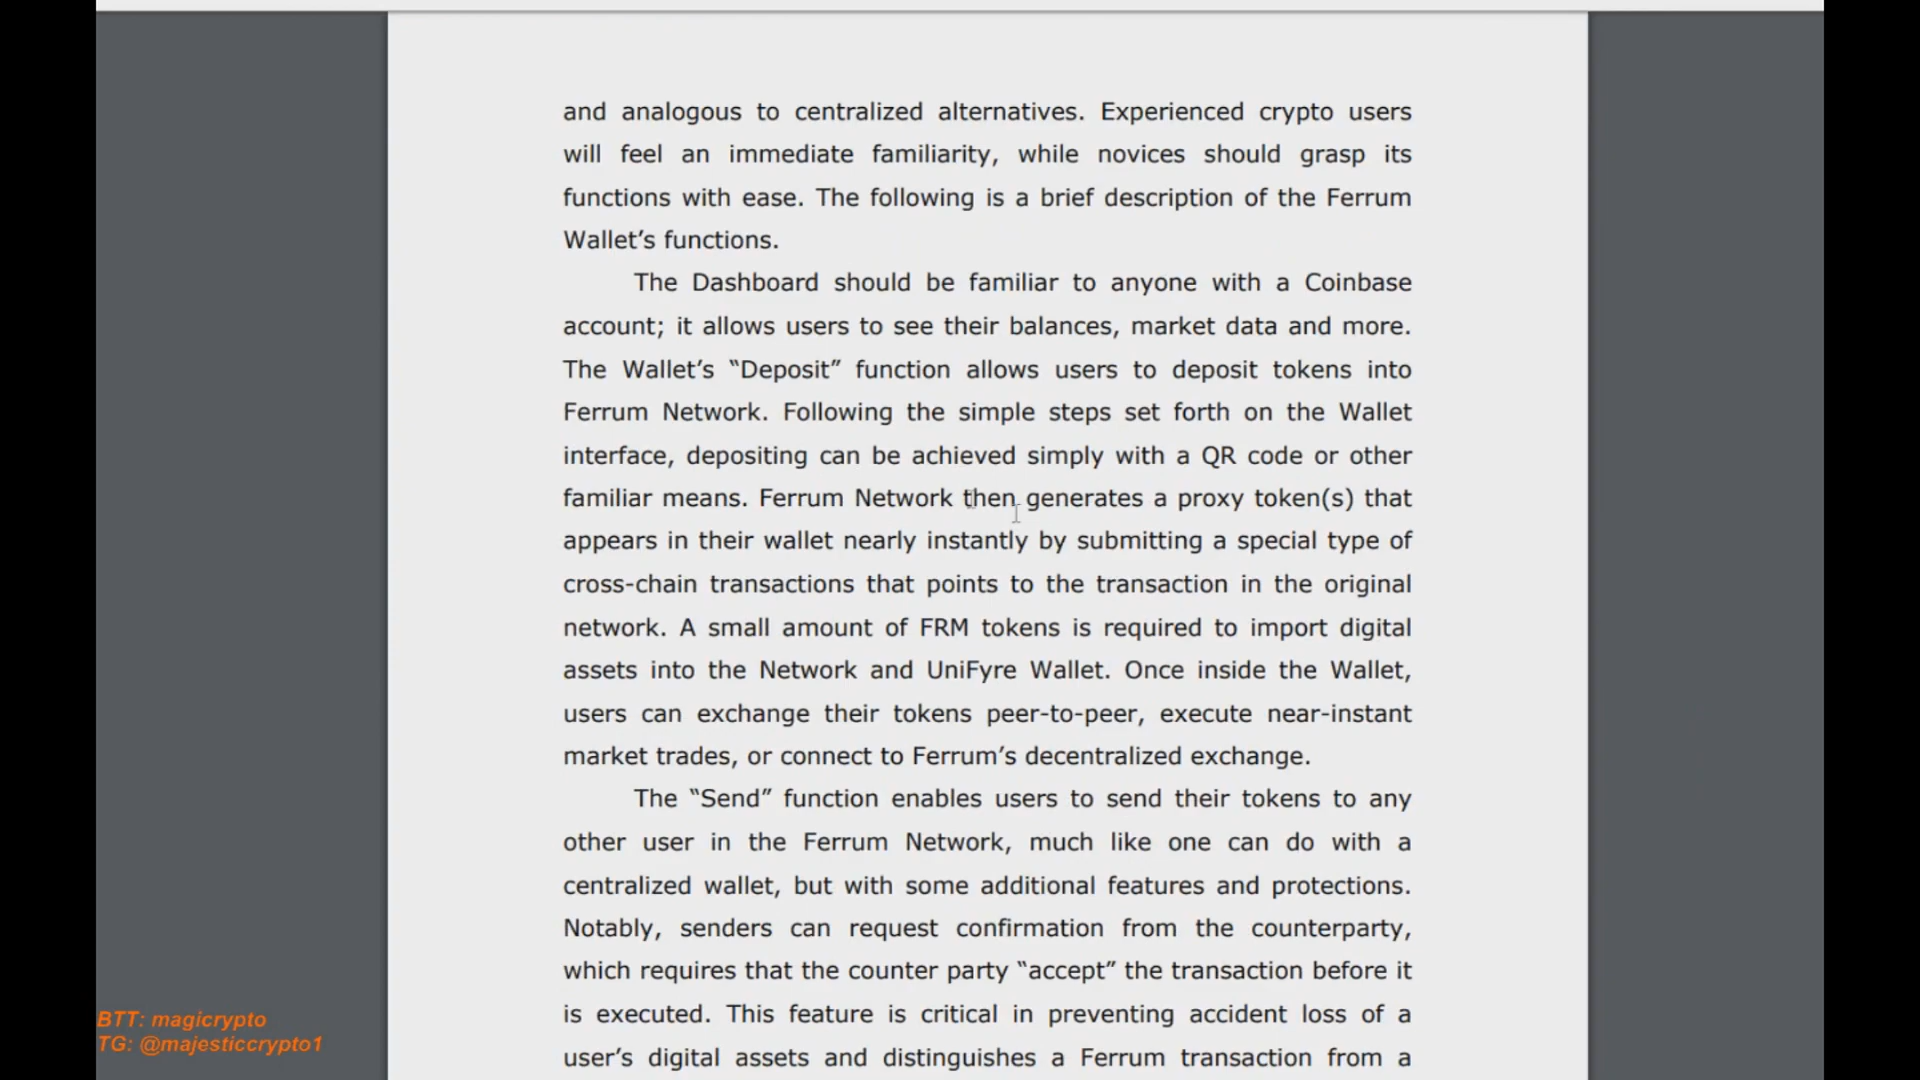 and analogous to centralized alternatives. Experienced crypto users
will feel an immediate familiarity, while novices should grasp its
functions with ease. The following is a brief description of the Ferrum
Wallet’s functions.
The Dashboard should be familiar to anyone with a Coinbase
account; it allows users to see their balances, market data and more.
The Wallet’s “Deposit” function allows users to deposit tokens into
Ferrum Network. Following the simple steps set forth on the Wallet
interface, depositing can be achieved simply with a QR code or other
familiar means. Ferrum Network then generates a proxy token(s) that
appears in their wallet nearly instantly by submitting a special type of
cross-chain transactions that points to the transaction in the original
network. A small amount of FRM tokens is required to import digital
assets into the Network and UniFyre Wallet. Once inside the Wallet,
users can exchange their tokens peer-to-peer, execute near-instant
market trades, or connect to Ferrum’s decentralized exchange.
The “Send” function enables users to send their tokens to any
other user in the Ferrum Network, much like one can do with a
centralized wallet, but with some additional features and protections.
Notably, senders can request confirmation from the counterparty,
which requires that the counter party “accept” the transaction before it
is executed. This feature is critical in preventing accident loss of a
user’s digital assets and distinguishes a Ferrum transaction from a
BTT: magicrypto
TG: @majesticcrypto1